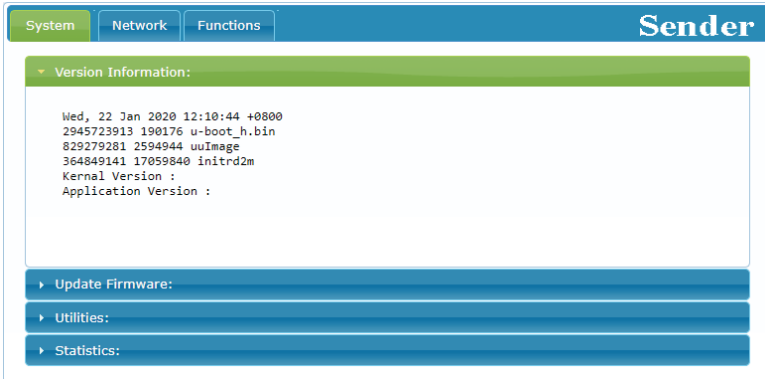 System Network Functions Sender
Version Information:
Wed, 22 Jan 2020 12:10:44 +0800
2945723913 190176 u-boot_h.bin
829279281 2594944 uuImage
364849141 17059840 initrd2m
Kernal Version :
Application Version :
Update Firmware:
Utilities:
Statistics: